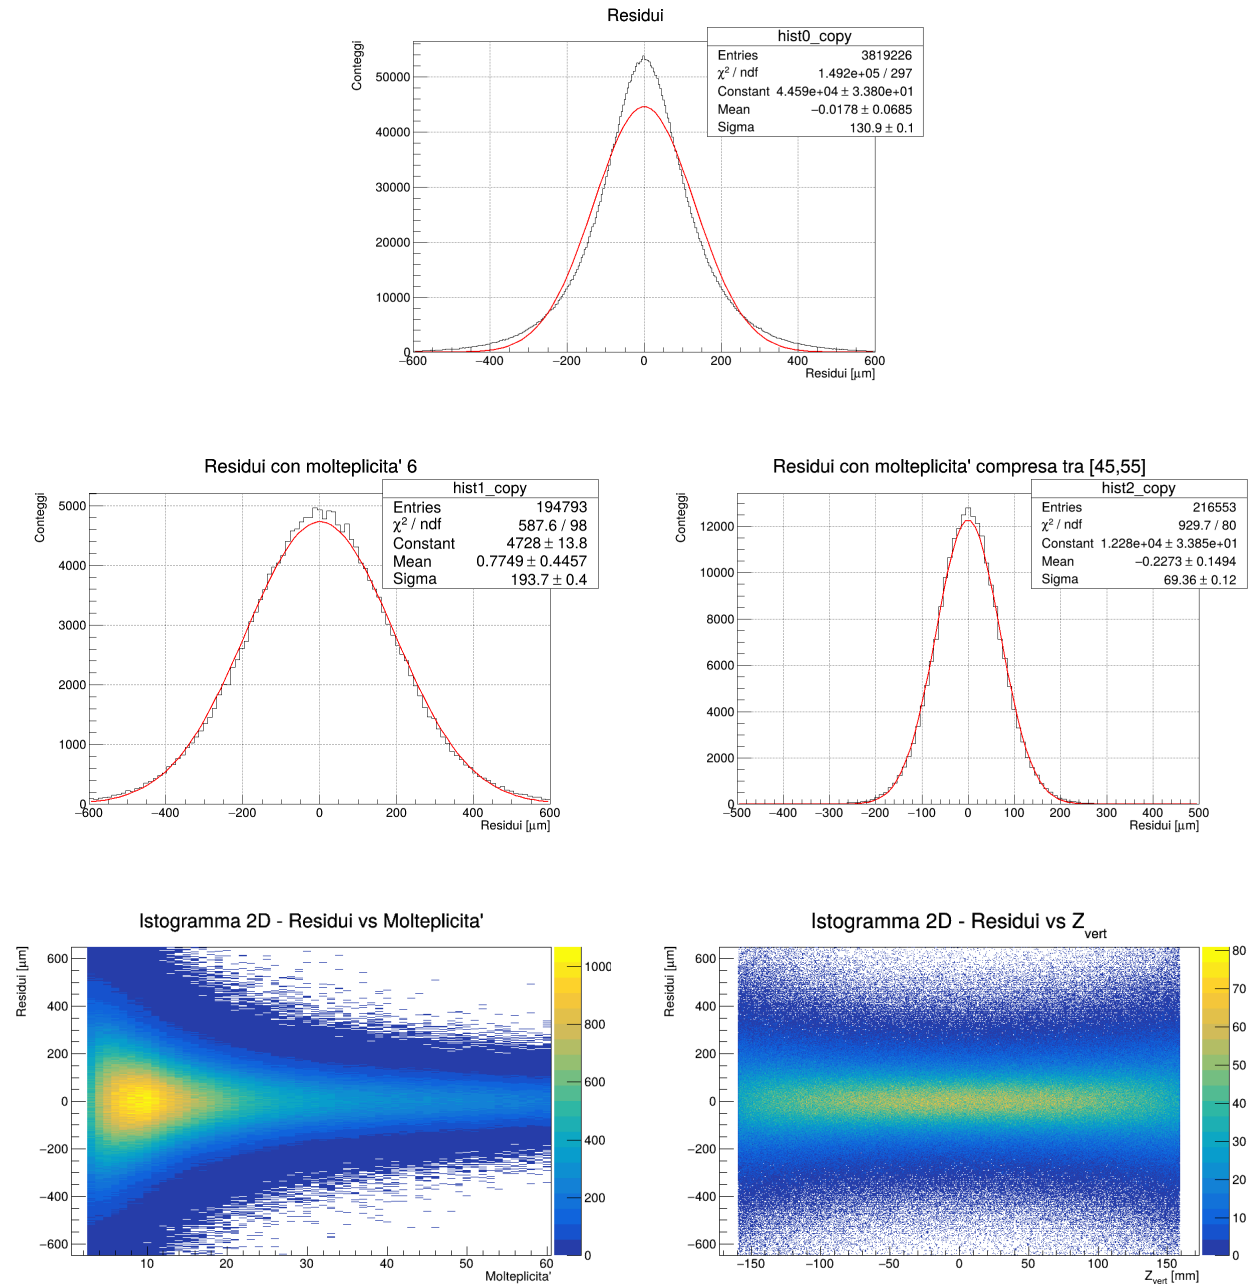 Residui
hist0_copy
Entries 3819226
χ² / ndf 1.492e+05 / 297
Constant 4.459e+04 ± 3.380e+01
Mean −0.0178 ± 0.0685
Sigma 130.9 ± 0.1
Conteggi
50000
40000
30000
20000
10000
0
−600 −400 −200 0 200 400 600
Residui [μm]
Residui con molteplicita' 6
hist1_copy
Entries 194793
χ² / ndf 587.6 / 98
Constant 4728 ± 13.8
Mean 0.7749 ± 0.4457
Sigma 193.7 ± 0.4
Conteggi
5000
4000
3000
2000
1000
0
−600 −400 −200 0 200 400 600
Residui [μm]
Residui con molteplicita' compresa tra [45,55]
hist2_copy
Entries 216553
χ² / ndf 929.7 / 80
Constant 1.228e+04 ± 3.385e+01
Mean −0.2273 ± 0.1494
Sigma 69.36 ± 0.12
Conteggi
12000
10000
8000
6000
4000
2000
0
−500 −400 −300 −200 −100 0 100 200 300 400 500
Residui [μm]
Istogramma 2D - Residui vs Molteplicita'
Residui [μm]
600
400
200
0
−200
−400
−600
10 20 30 40 50 60
Molteplicita'
1000
800
600
400
200
0
Istogramma 2D - Residui vs Z_vert
Residui [μm]
600
400
200
0
−200
−400
−600
−150 −100 −50 0 50 100 150
Z_vert [mm]
80
70
60
50
40
30
20
10
0